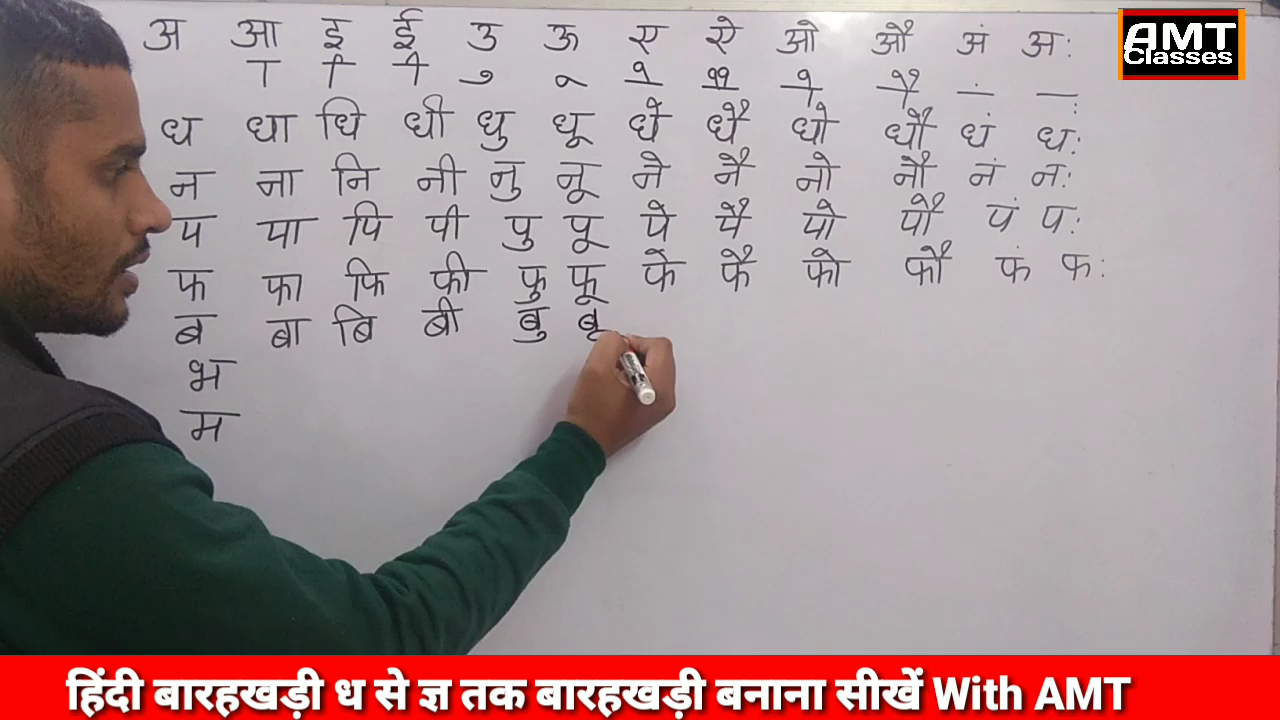 अ आ इ ई उ ऊ ए ऐ ओ औ अं अः
ा ि ी ु ू े ै ो ौ ं ः
ध धा धि धी धु धू धे धै धो धौ धं धः
न ना नि नी नु नू ने नै नो नौ नं नः
प पा पि पी पु पू पे पै पो पौ पं पः
फ फा फि फी फु फू फे फै फो फौ फं फः
ब बा बि बी बु बू
भ
म
AMT
Classes
हिंदी बारहखड़ी ध से ज्ञ तक बारहखड़ी बनाना सीखें With AMT